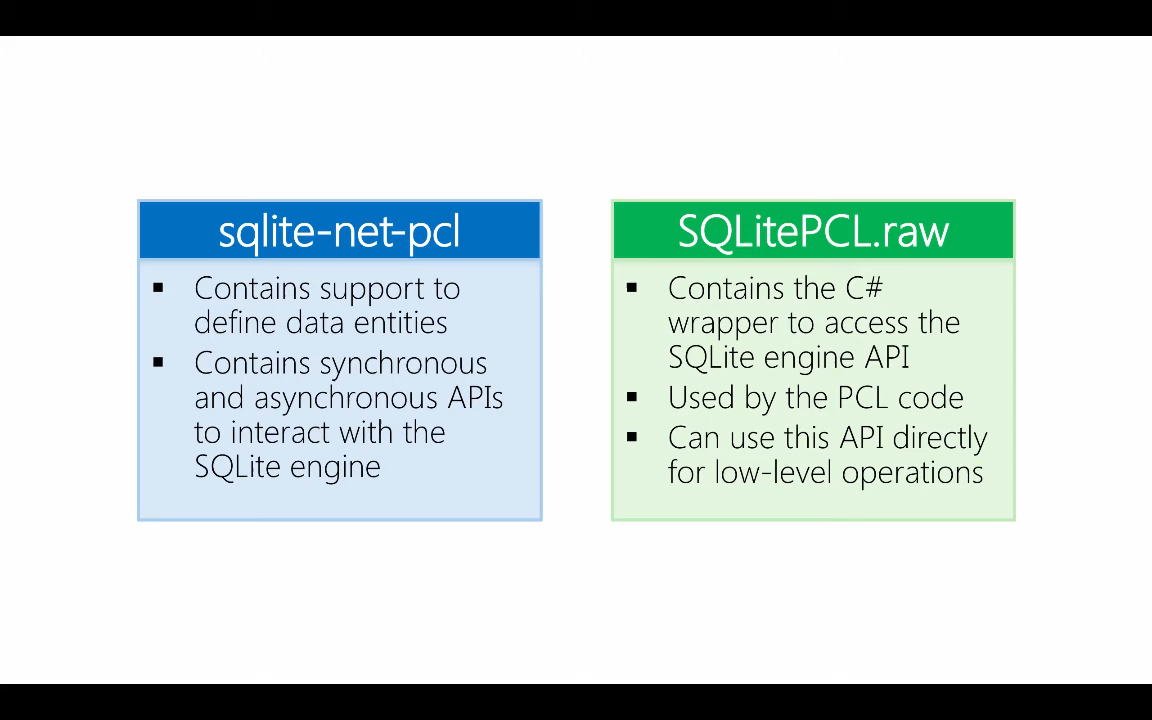 sqlite-net-pcl
▪ Contains support to
define data entities
▪ Contains synchronous
and asynchronous APIs
to interact with the
SQLite engine
SQLitePCL.raw
▪ Contains the C#
wrapper to access the
SQLite engine API
▪ Used by the PCL code
▪ Can use this API directly
for low-level operations